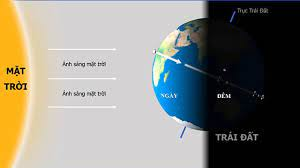 Trục Trái Đất
MẶT
TRỜI
Ánh sáng mặt trời
Ánh sáng mặt trời
NGÀY
ĐÊM
TRÁI ĐẤT